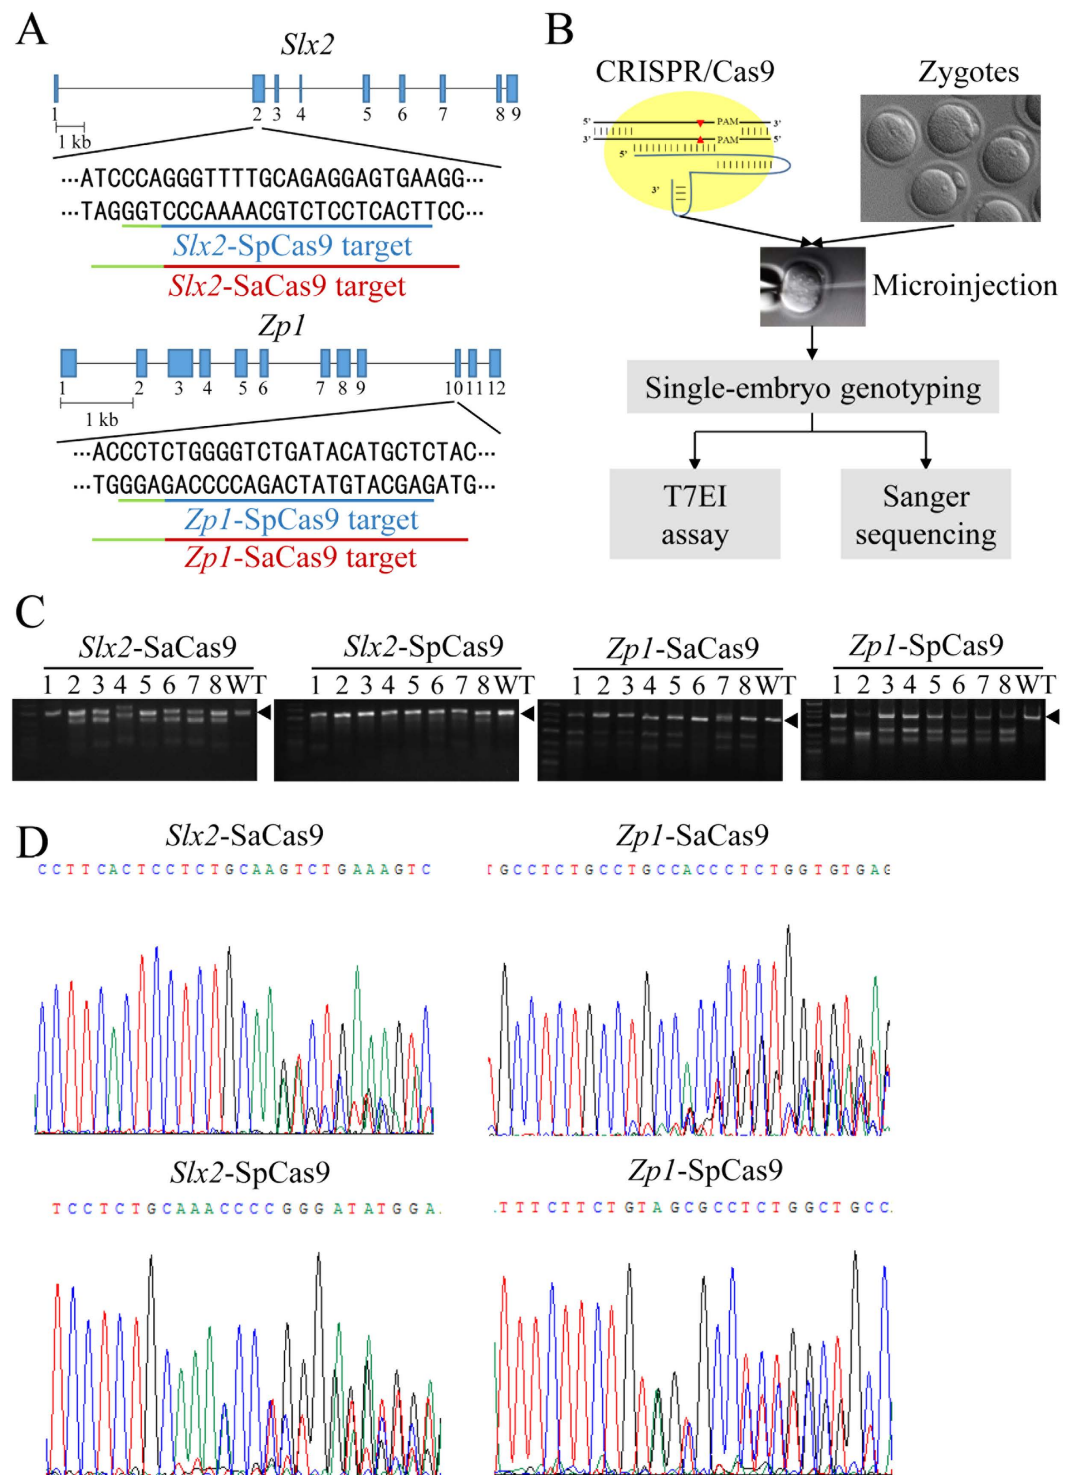 A
Slx2
1 2 3 4 5 6 7 8 9
1 kb
···ATCCCAGGGTTTTGCAGAGGAGTGAAGG···
···TAGGGTCCCAAAACGTCTCCTCACTTCC···
Slx2-SpCas9 target
Slx2-SaCas9 target
Zp1
1 2 3 4 5 6 7 8 9 10 11 12
1 kb
···ACCCTCTGGGGTCTGATACATGCTCTAC···
···TGGGAGACCCCAGACTATGTACGAGATG···
Zp1-SpCas9 target
Zp1-SaCas9 target
B
CRISPR/Cas9
Zygotes
5' PAM 3'
3' PAM 5'
5'
3'
Microinjection
Single-embryo genotyping
T7EI
assay
Sanger
sequencing
C
Slx2-SaCas9
1 2 3 4 5 6 7 8 WT
Slx2-SpCas9
1 2 3 4 5 6 7 8 WT
Zp1-SaCas9
1 2 3 4 5 6 7 8 WT
Zp1-SpCas9
1 2 3 4 5 6 7 8 WT
D
Slx2-SaCas9
CCTTCACTCCTCTGCAAGTCTGAAAGTC
Zp1-SaCas9
TGCCTCTGCCTGCCACCCTCTGGTGTGAG
Slx2-SpCas9
TCCTCTGCAAACCCCGGGATATGGA
Zp1-SpCas9
TTTCTTCTGTAGCGCCTCTGGCTGCC